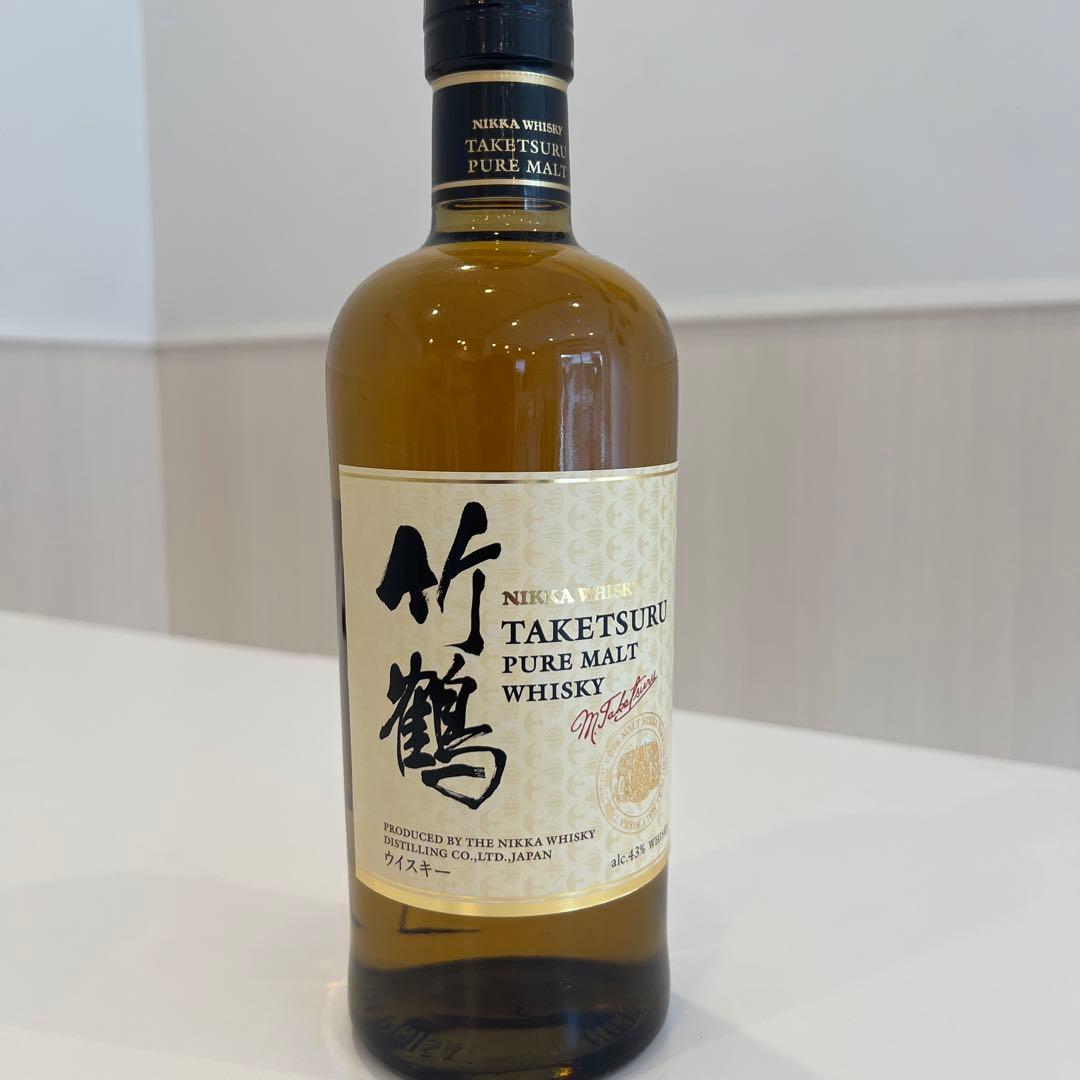 NIKKA WHISKY
TAKETSURU
PURE MALT
竹鶴
NIKKA WHISKY
TAKETSURU
PURE MALT
WHISKY
M. Taketsuru
PRODUCED BY THE NIKKA WHISKY
DISTILLING CO.,LTD.,JAPAN
ウイスキー
alc.43%